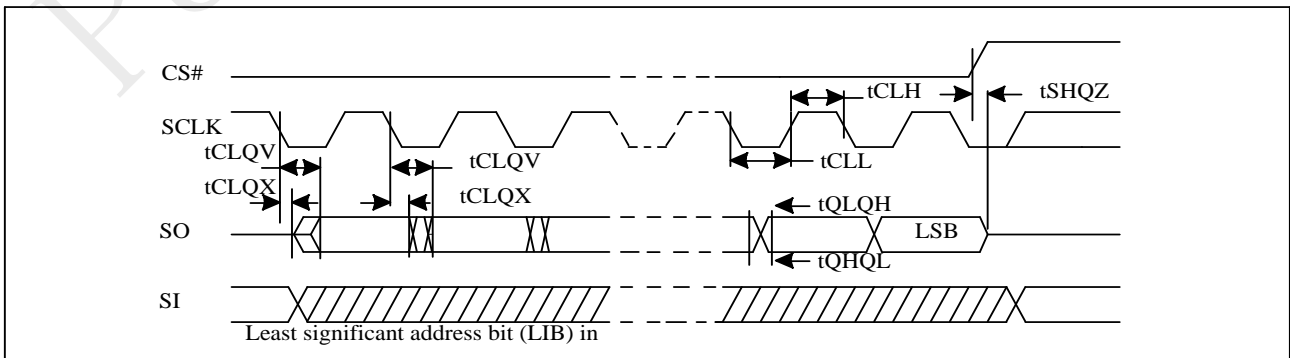 CS#
tCLH
tSHQZ
SCLK
tCLQV
tCLQV
tCLL
tCLQX
tCLQX
tQLQH
SO
LSB
tQHQL
SI
Least significant address bit (LIB) in